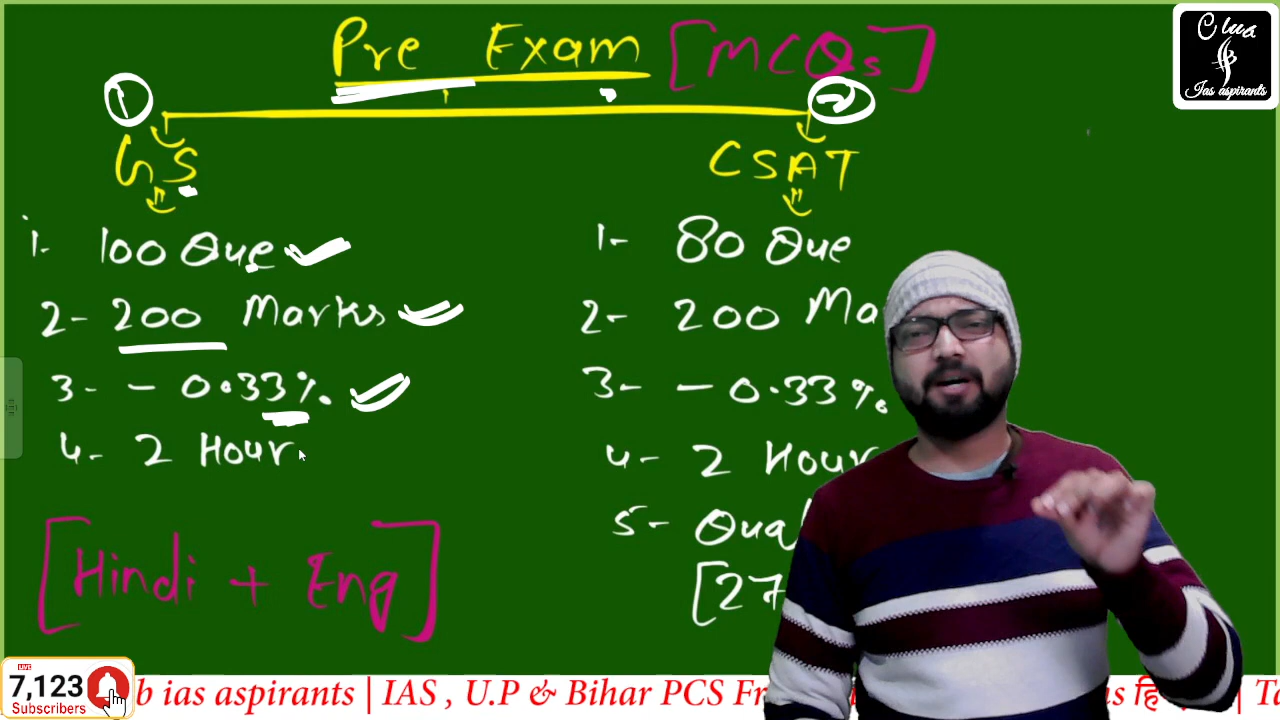 Pre Exam [MCQs]
1
2
GS
CSAT
1- 100 Que
2- 200 Marks
3- - 0.33%.
4- 2 Hour.
[Hindi + Eng]
1- 80 Que
2- 200 Ma
3- - 0.33%.
4- 2 Hour
5- Qual
[27
Ias aspirants
LIVE
7,123
Subscribers
b ias aspirants | IAS , U.P & Bihar PCS Fr